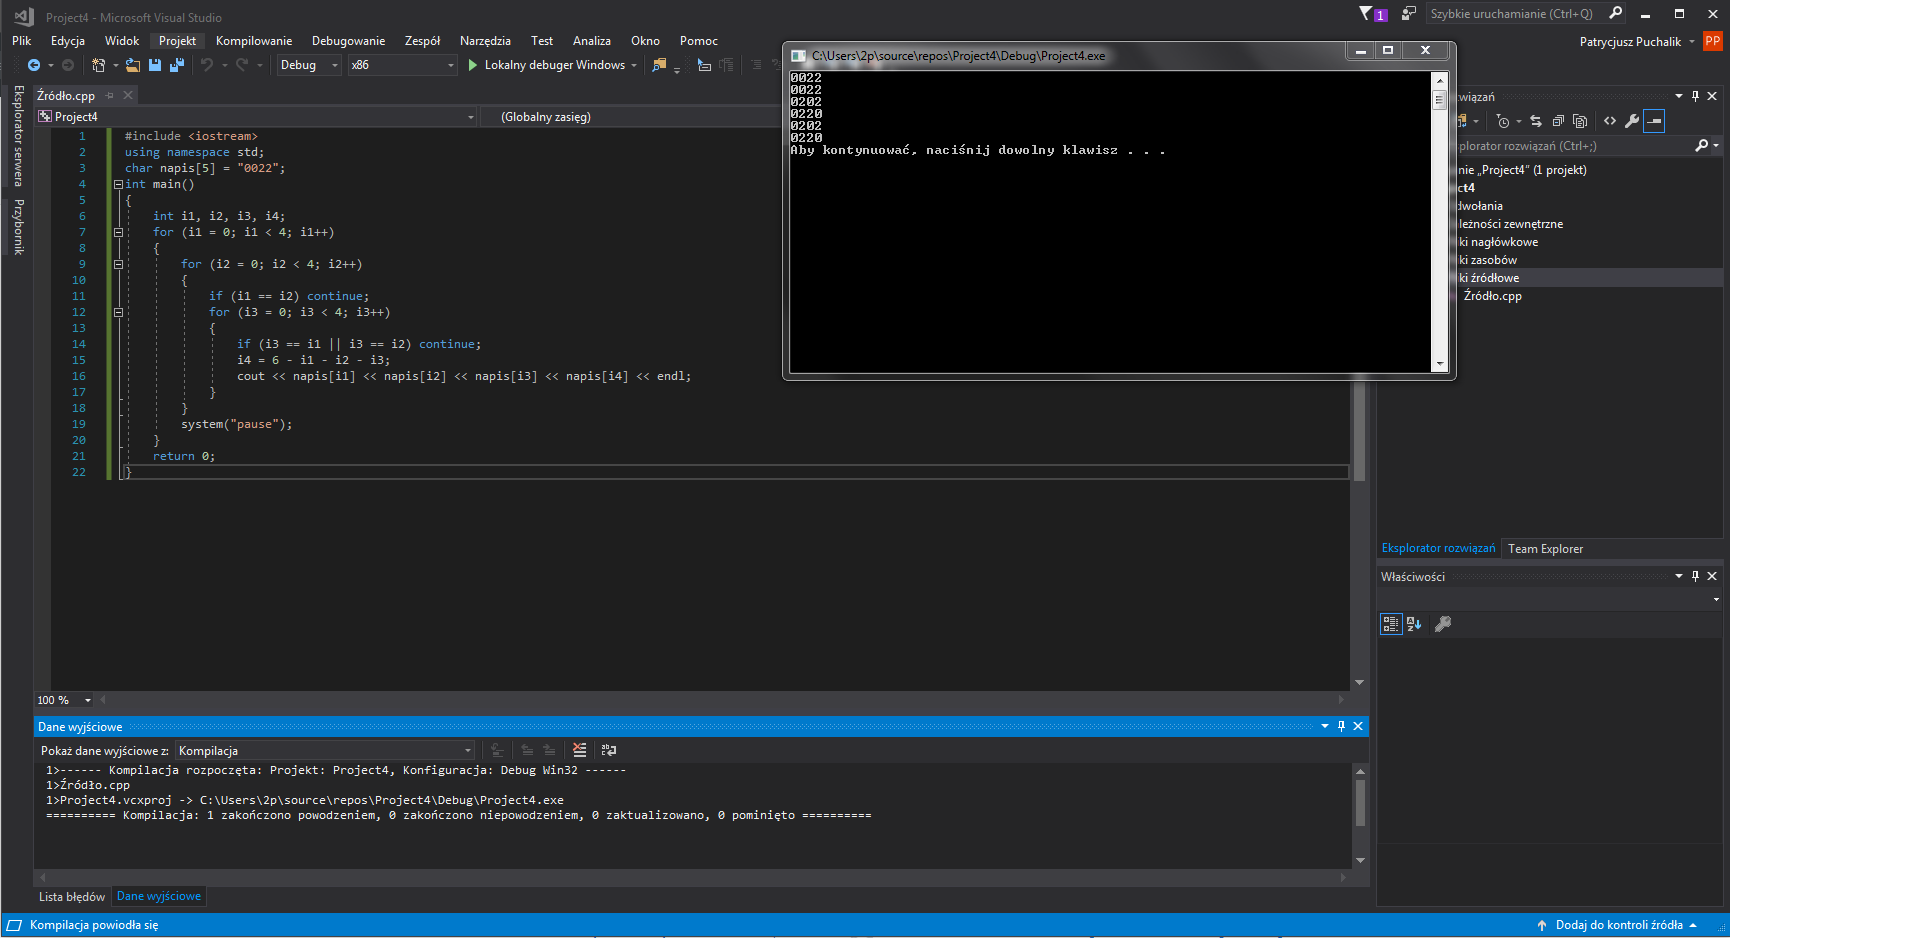 Project4 - Microsoft Visual Studio
1
Szybkie uruchamianie (Ctrl+Q)
Plik Edycja Widok Projekt Kompilowanie Debugowanie Zespół Narzędzia Test Analiza Okno Pomoc
Patrycjusz Puchalik PP
Debug x86 Lokalny debuger Windows
Eksplorator serwera
Przybornik
Źródło.cpp
Project4 (Globalny zasięg)
1 #include <iostream>
2 using namespace std;
3 char napis[5] = "0022";
4 int main()
5 {
6 int i1, i2, i3, i4;
7 for (i1 = 0; i1 < 4; i1++)
8 {
9 for (i2 = 0; i2 < 4; i2++)
10 {
11 if (i1 == i2) continue;
12 for (i3 = 0; i3 < 4; i3++)
13 {
14 if (i3 == i1 || i3 == i2) continue;
15 i4 = 6 - i1 - i2 - i3;
16 cout << napis[i1] << napis[i2] << napis[i3] << napis[i4] << endl;
17 }
18 }
19 system("pause");
20 }
21 return 0;
22 }
C:\Users\2p\source\repos\Project4\Debug\Project4.exe
0022
0022
0202
0220
0202
0220
Aby kontynuować, naciśnij dowolny klawisz . . .
związań
plorator rozwiązań (Ctrl+;)
nie „Project4” (1 projekt)
ct4
dwołania
leżności zewnętrzne
ki nagłówkowe
ki zasobów
ki źródłowe
Źródło.cpp
Eksplorator rozwiązań Team Explorer
Właściwości
100 %
Dane wyjściowe
Pokaż dane wyjściowe z: Kompilacja
1>------ Kompilacja rozpoczęta: Projekt: Project4, Konfiguracja: Debug Win32 ------
1>Źródło.cpp
1>Project4.vcxproj -> C:\Users\2p\source\repos\Project4\Debug\Project4.exe
========== Kompilacja: 1 zakończono powodzeniem, 0 zakończono niepowodzeniem, 0 zaktualizowano, 0 pominięto ==========
Lista błędów Dane wyjściowe
Kompilacja powiodła się
Dodaj do kontroli źródła